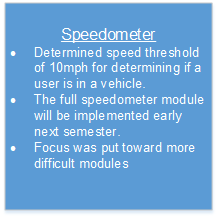 Speedometer
● Determined speed threshold
of 10mph for determining if a
user is in a vehicle.
● The full speedometer module
will be implemented early
next semester.
● Focus was put toward more
difficult modules